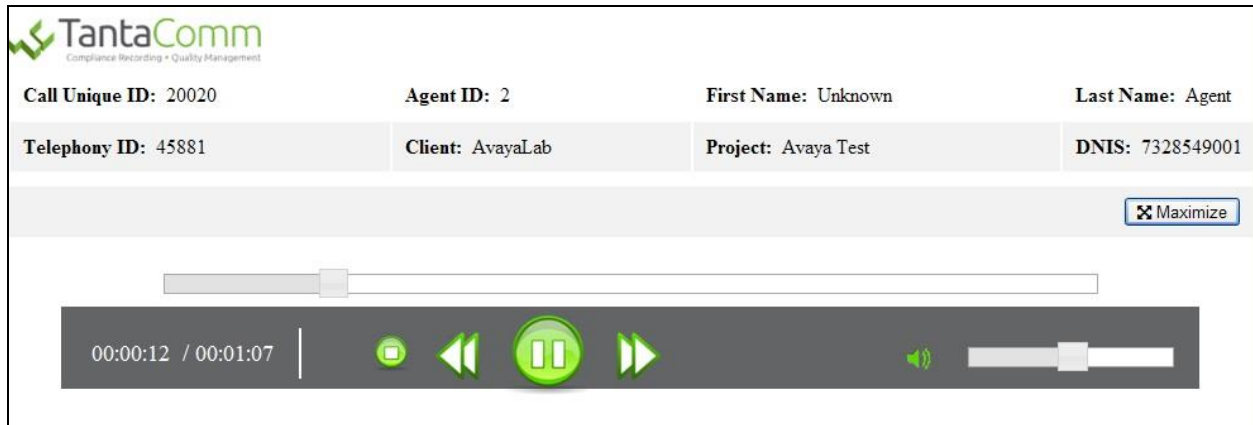 TantaComm
Compliance Recording • Quality Management
Call Unique ID: 20020 Agent ID: 2 First Name: Unknown Last Name: Agent
Telephony ID: 45881 Client: AvayaLab Project: Avaya Test DNIS: 7328549001
Maximize
00:00:12 / 00:01:07